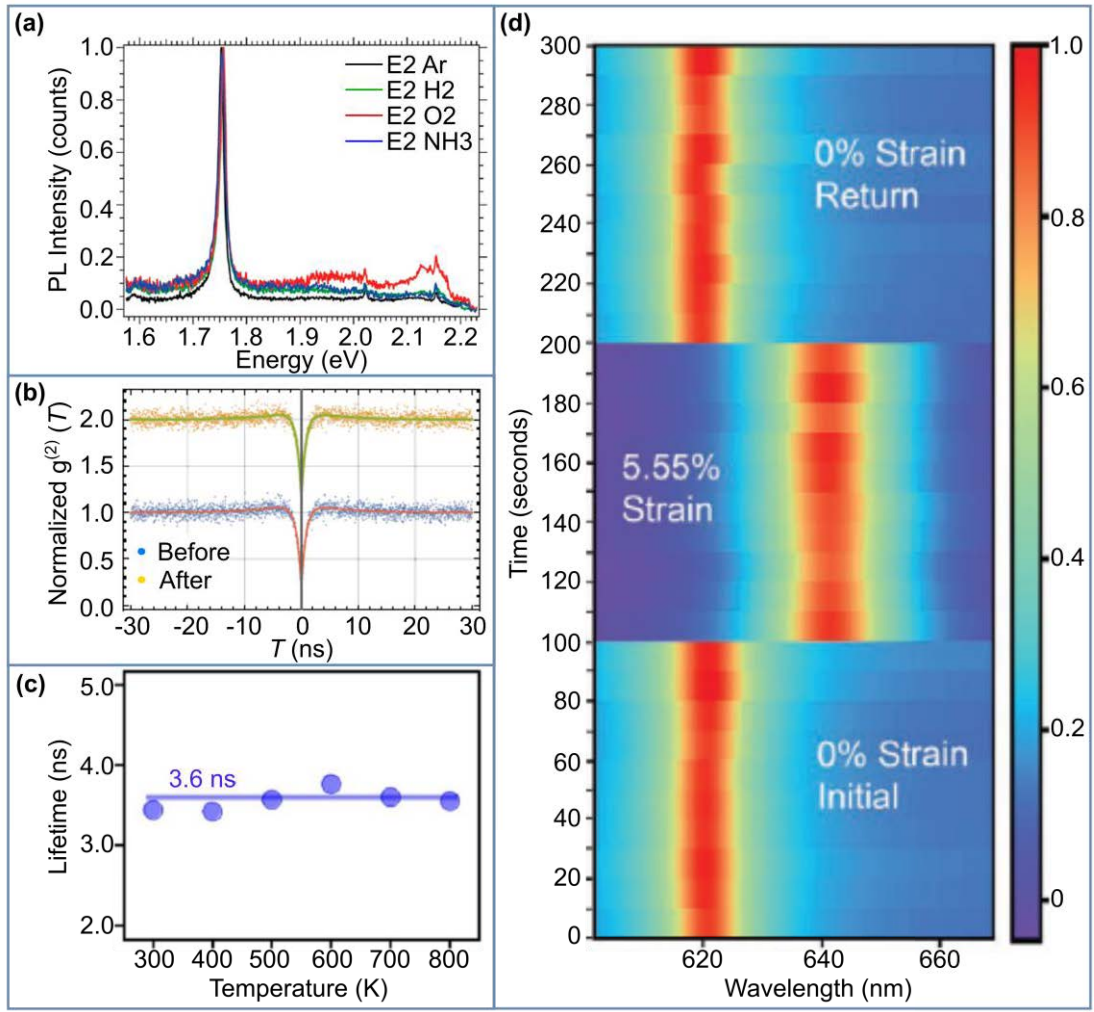 (a)
PL Intensity (counts)
1.0
0.8
0.6
0.4
0.2
0.0
E2 Ar
E2 H2
E2 O2
E2 NH3
1.6 1.7 1.8 1.9 2.0 2.1 2.2
Energy (eV)
(b)
Normalized g(2) (T)
2.0
1.5
1.0
0.5
0.0
Before
After
-30 -20 -10 0 10 20 30
T (ns)
(c)
Lifetime (ns)
5.0
4.0
3.0
2.0
3.6 ns
300 400 500 600 700 800
Temperature (K)
(d)
Time (seconds)
300
280
260
240
220
200
180
160
140
120
100
80
60
40
20
0
0% Strain
Return
5.55%
Strain
0% Strain
Initial
620 640 660
Wavelength (nm)
1.0
0.8
0.6
0.4
0.2
0